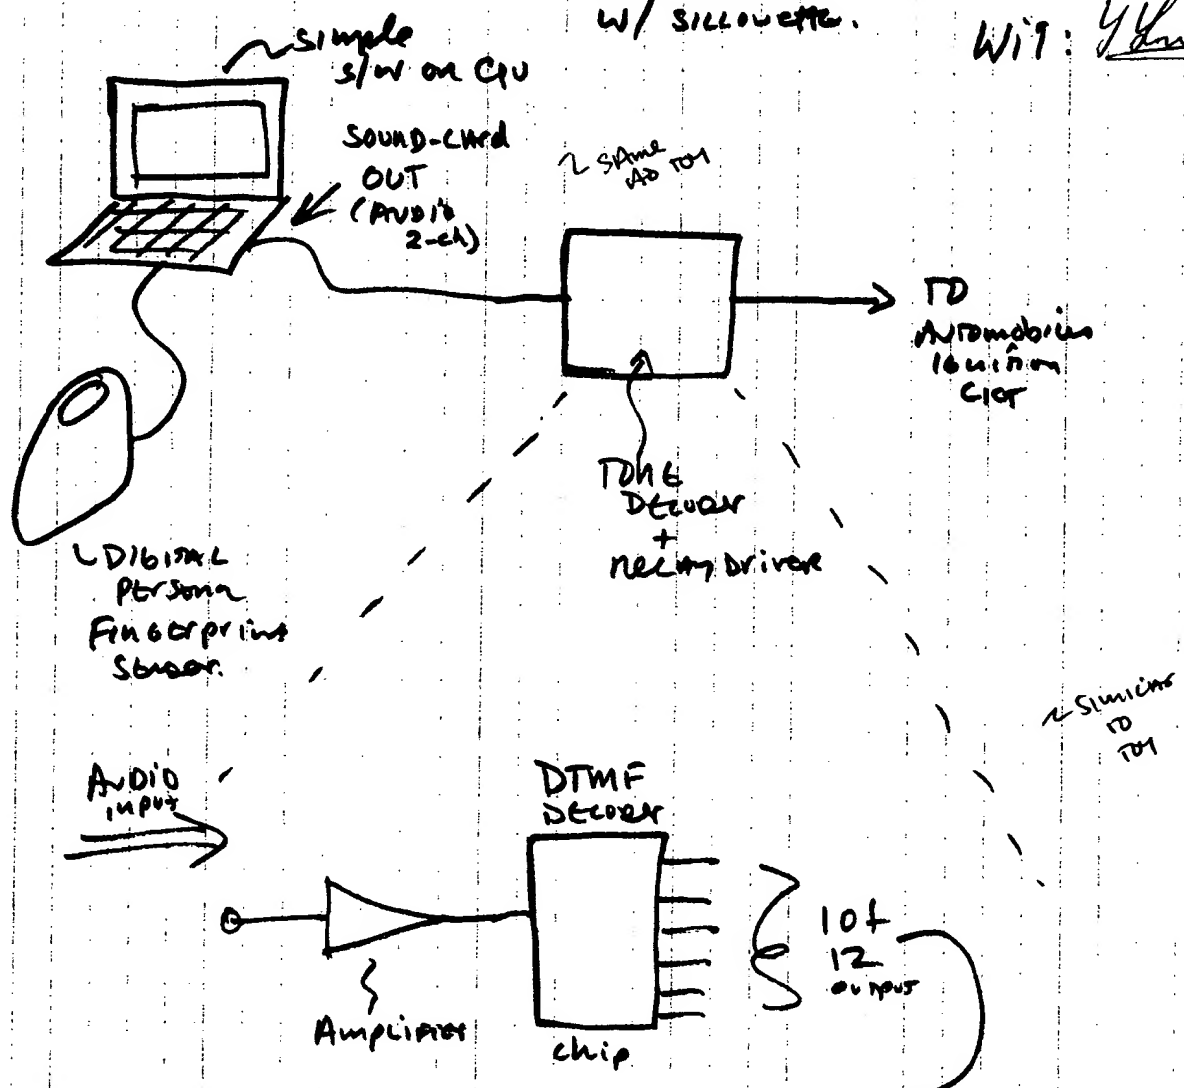 w/ SILLOUETTE.
Wit:
simple
s/w on CPU
SOUND-CARD
OUT
(AUDIO
2-ch)
~ SAME
AS TOY
TO
Automobiles
Ignition
CKT
TONE
DECODER
+
RELAY Driver
DIGITAL
Persona
Fingerprint
Sensor.
~ SIMILAR
TO
TOY
AUDIO
input
DTMF
DECODER
1 of
12
output
Amplifier
chip